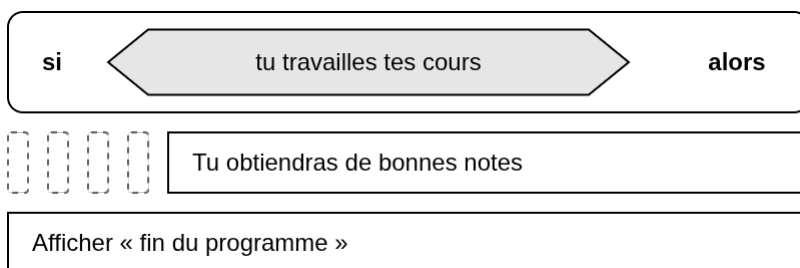 si tu travailles tes cours alors
Tu obtiendras de bonnes notes
Afficher « fin du programme »